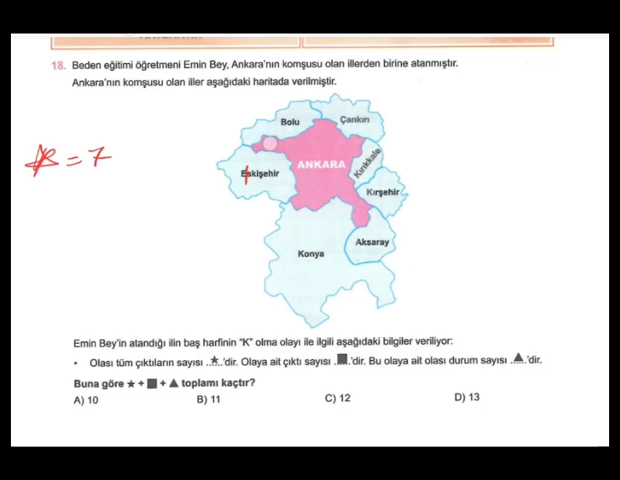 18. Beden eğitimi öğretmeni Emin Bey, Ankara'nın komşusu olan illerden birine atanmıştır.
Ankara'nın komşusu olan iller aşağıdaki haritada verilmiştir.
Bolu
Çankırı
ANKARA
Kırıkkale
Eskişehir
Kırşehir
Aksaray
Konya
= 7
Emin Bey'in atandığı ilin baş harfinin "K" olma olayı ile ilgili aşağıdaki bilgiler veriliyor:
• Olası tüm çıktıların sayısı ..★..'dir. Olaya ait çıktı sayısı ..■..'dir. Bu olaya ait olası durum sayısı ..▲..'dir.
Buna göre ★ + ■ + ▲ toplamı kaçtır?
A) 10 B) 11 C) 12 D) 13